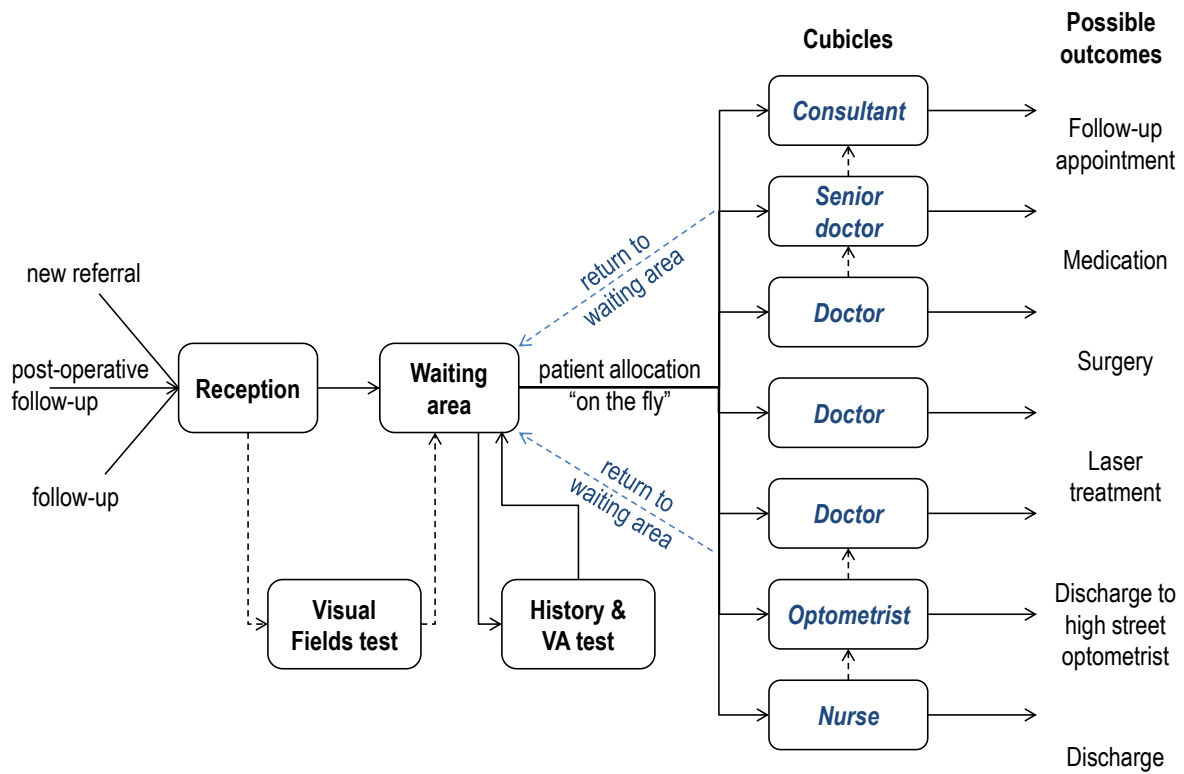 Cubicles
Possible
outcomes
Consultant
Follow-up
appointment
Senior
doctor
return to
waiting area
new referral
Medication
Doctor
post-operative
follow-up
Reception
Waiting
area
patient allocation
"on the fly"
Surgery
Doctor
follow-up
return to
waiting area
Laser
treatment
Doctor
Visual
Fields test
History &
VA test
Optometrist
Discharge to
high street
optometrist
Nurse
Discharge